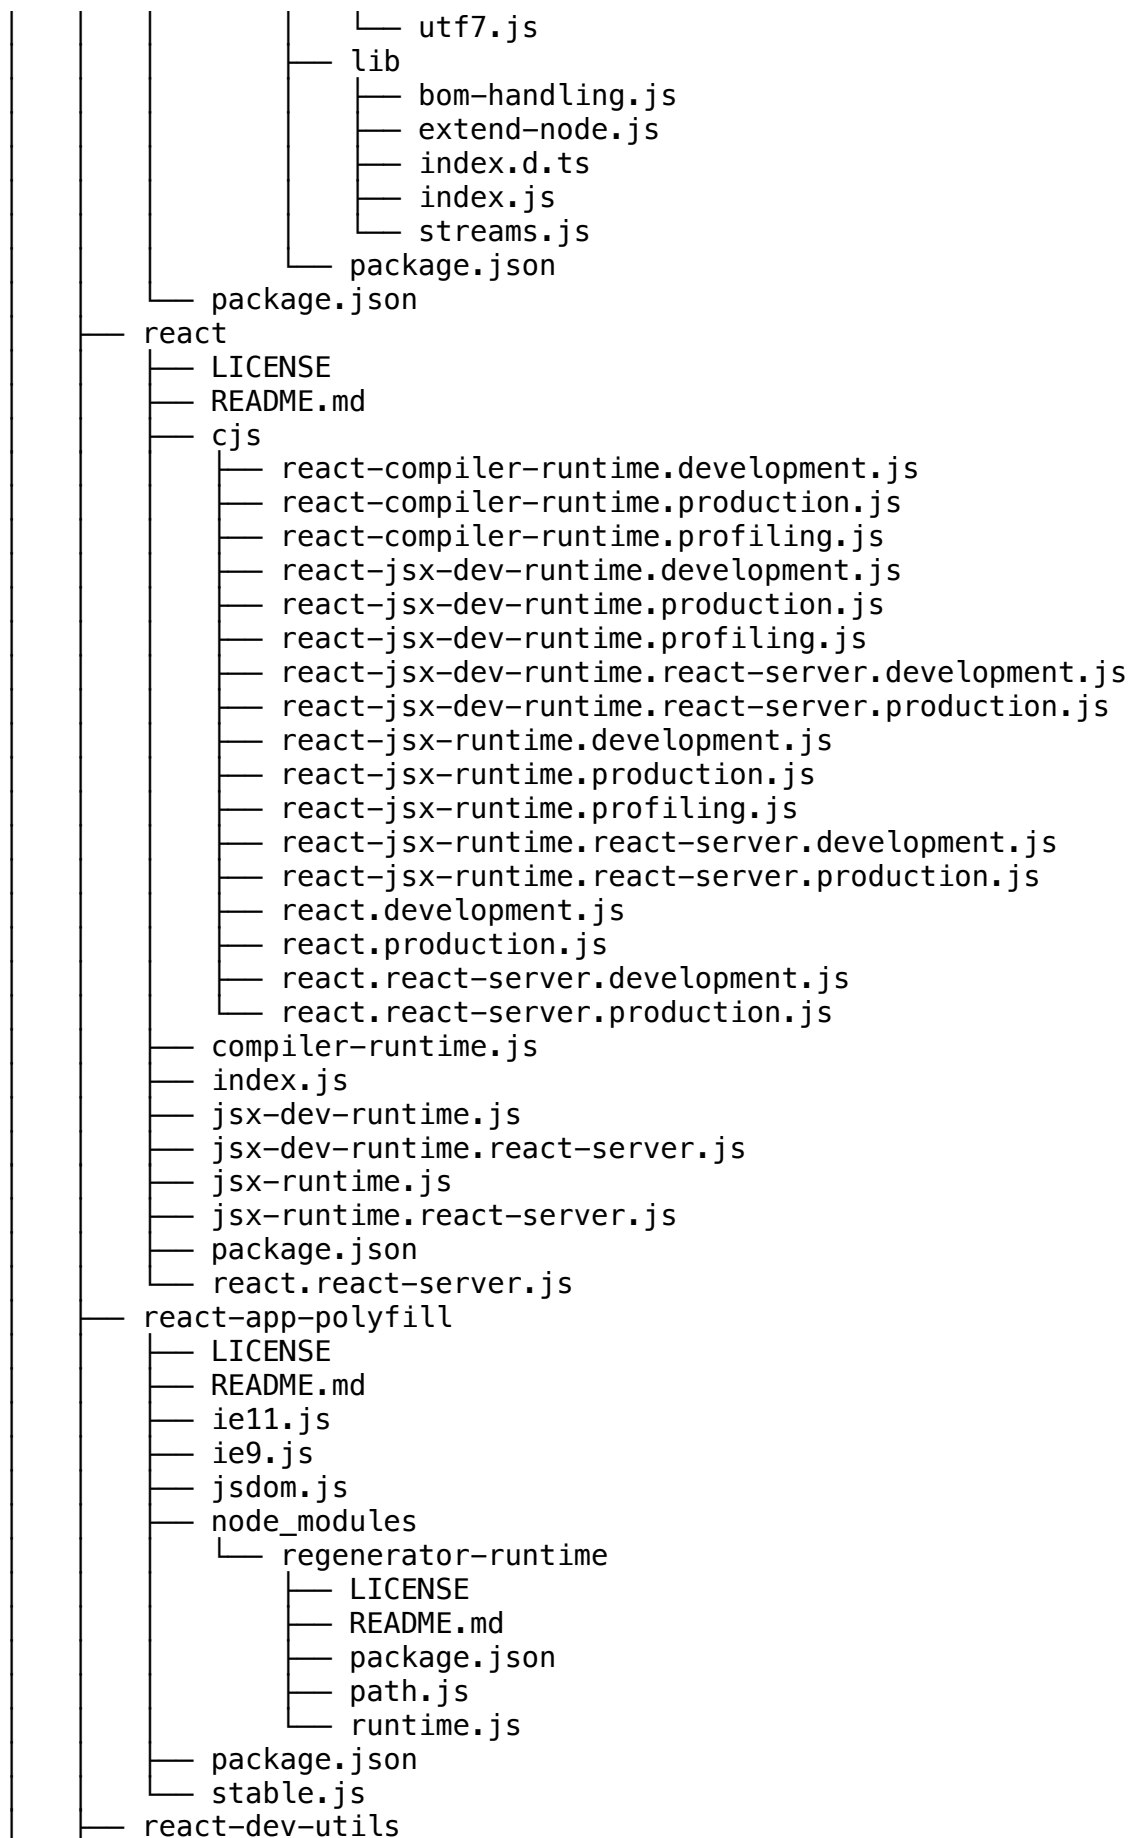 │   │   │       │   └── utf7.js
│   │   │       ├── lib
│   │   │       │   ├── bom-handling.js
│   │   │       │   ├── extend-node.js
│   │   │       │   ├── index.d.ts
│   │   │       │   ├── index.js
│   │   │       │   └── streams.js
│   │   │       └── package.json
│   │   └── package.json
│   ├── react
│   │   ├── LICENSE
│   │   ├── README.md
│   │   ├── cjs
│   │   │   ├── react-compiler-runtime.development.js
│   │   │   ├── react-compiler-runtime.production.js
│   │   │   ├── react-compiler-runtime.profiling.js
│   │   │   ├── react-jsx-dev-runtime.development.js
│   │   │   ├── react-jsx-dev-runtime.production.js
│   │   │   ├── react-jsx-dev-runtime.profiling.js
│   │   │   ├── react-jsx-dev-runtime.react-server.development.js
│   │   │   ├── react-jsx-dev-runtime.react-server.production.js
│   │   │   ├── react-jsx-runtime.development.js
│   │   │   ├── react-jsx-runtime.production.js
│   │   │   ├── react-jsx-runtime.profiling.js
│   │   │   ├── react-jsx-runtime.react-server.development.js
│   │   │   ├── react-jsx-runtime.react-server.production.js
│   │   │   ├── react.development.js
│   │   │   ├── react.production.js
│   │   │   ├── react.react-server.development.js
│   │   │   └── react.react-server.production.js
│   │   ├── compiler-runtime.js
│   │   ├── index.js
│   │   ├── jsx-dev-runtime.js
│   │   ├── jsx-dev-runtime.react-server.js
│   │   ├── jsx-runtime.js
│   │   ├── jsx-runtime.react-server.js
│   │   ├── package.json
│   │   └── react.react-server.js
│   ├── react-app-polyfill
│   │   ├── LICENSE
│   │   ├── README.md
│   │   ├── ie11.js
│   │   ├── ie9.js
│   │   ├── jsdom.js
│   │   ├── node_modules
│   │   │   └── regenerator-runtime
│   │   │       ├── LICENSE
│   │   │       ├── README.md
│   │   │       ├── package.json
│   │   │       ├── path.js
│   │   │       └── runtime.js
│   │   ├── package.json
│   │   └── stable.js
│   ├── react-dev-utils